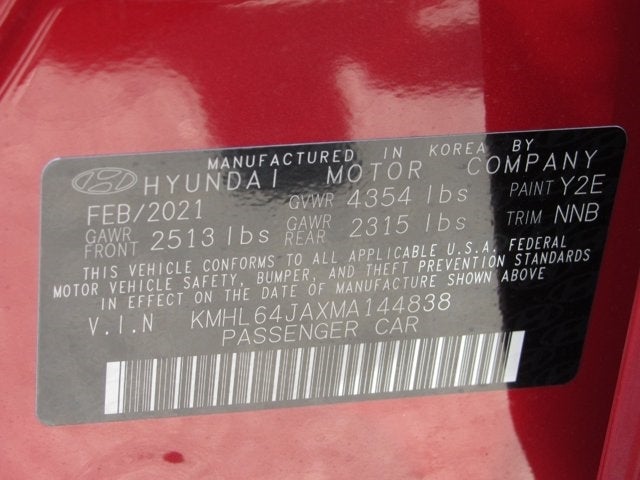 MANUFACTURED IN KOREA BY
HYUNDAI MOTOR COMPANY
FEB/2021 GVWR 4354 lbs PAINT Y2E
GAWR FRONT 2513 lbs GAWR REAR 2315 lbs TRIM NNB
THIS VEHICLE CONFORMS TO ALL APPLICABLE U.S.A. FEDERAL
MOTOR VEHICLE SAFETY, BUMPER, AND THEFT PREVENTION STANDARDS
IN EFFECT ON THE DATE OF MANUFACTURE SHOWN ABOVE
V.I.N KMHL64JAXMA144838
PASSENGER CAR